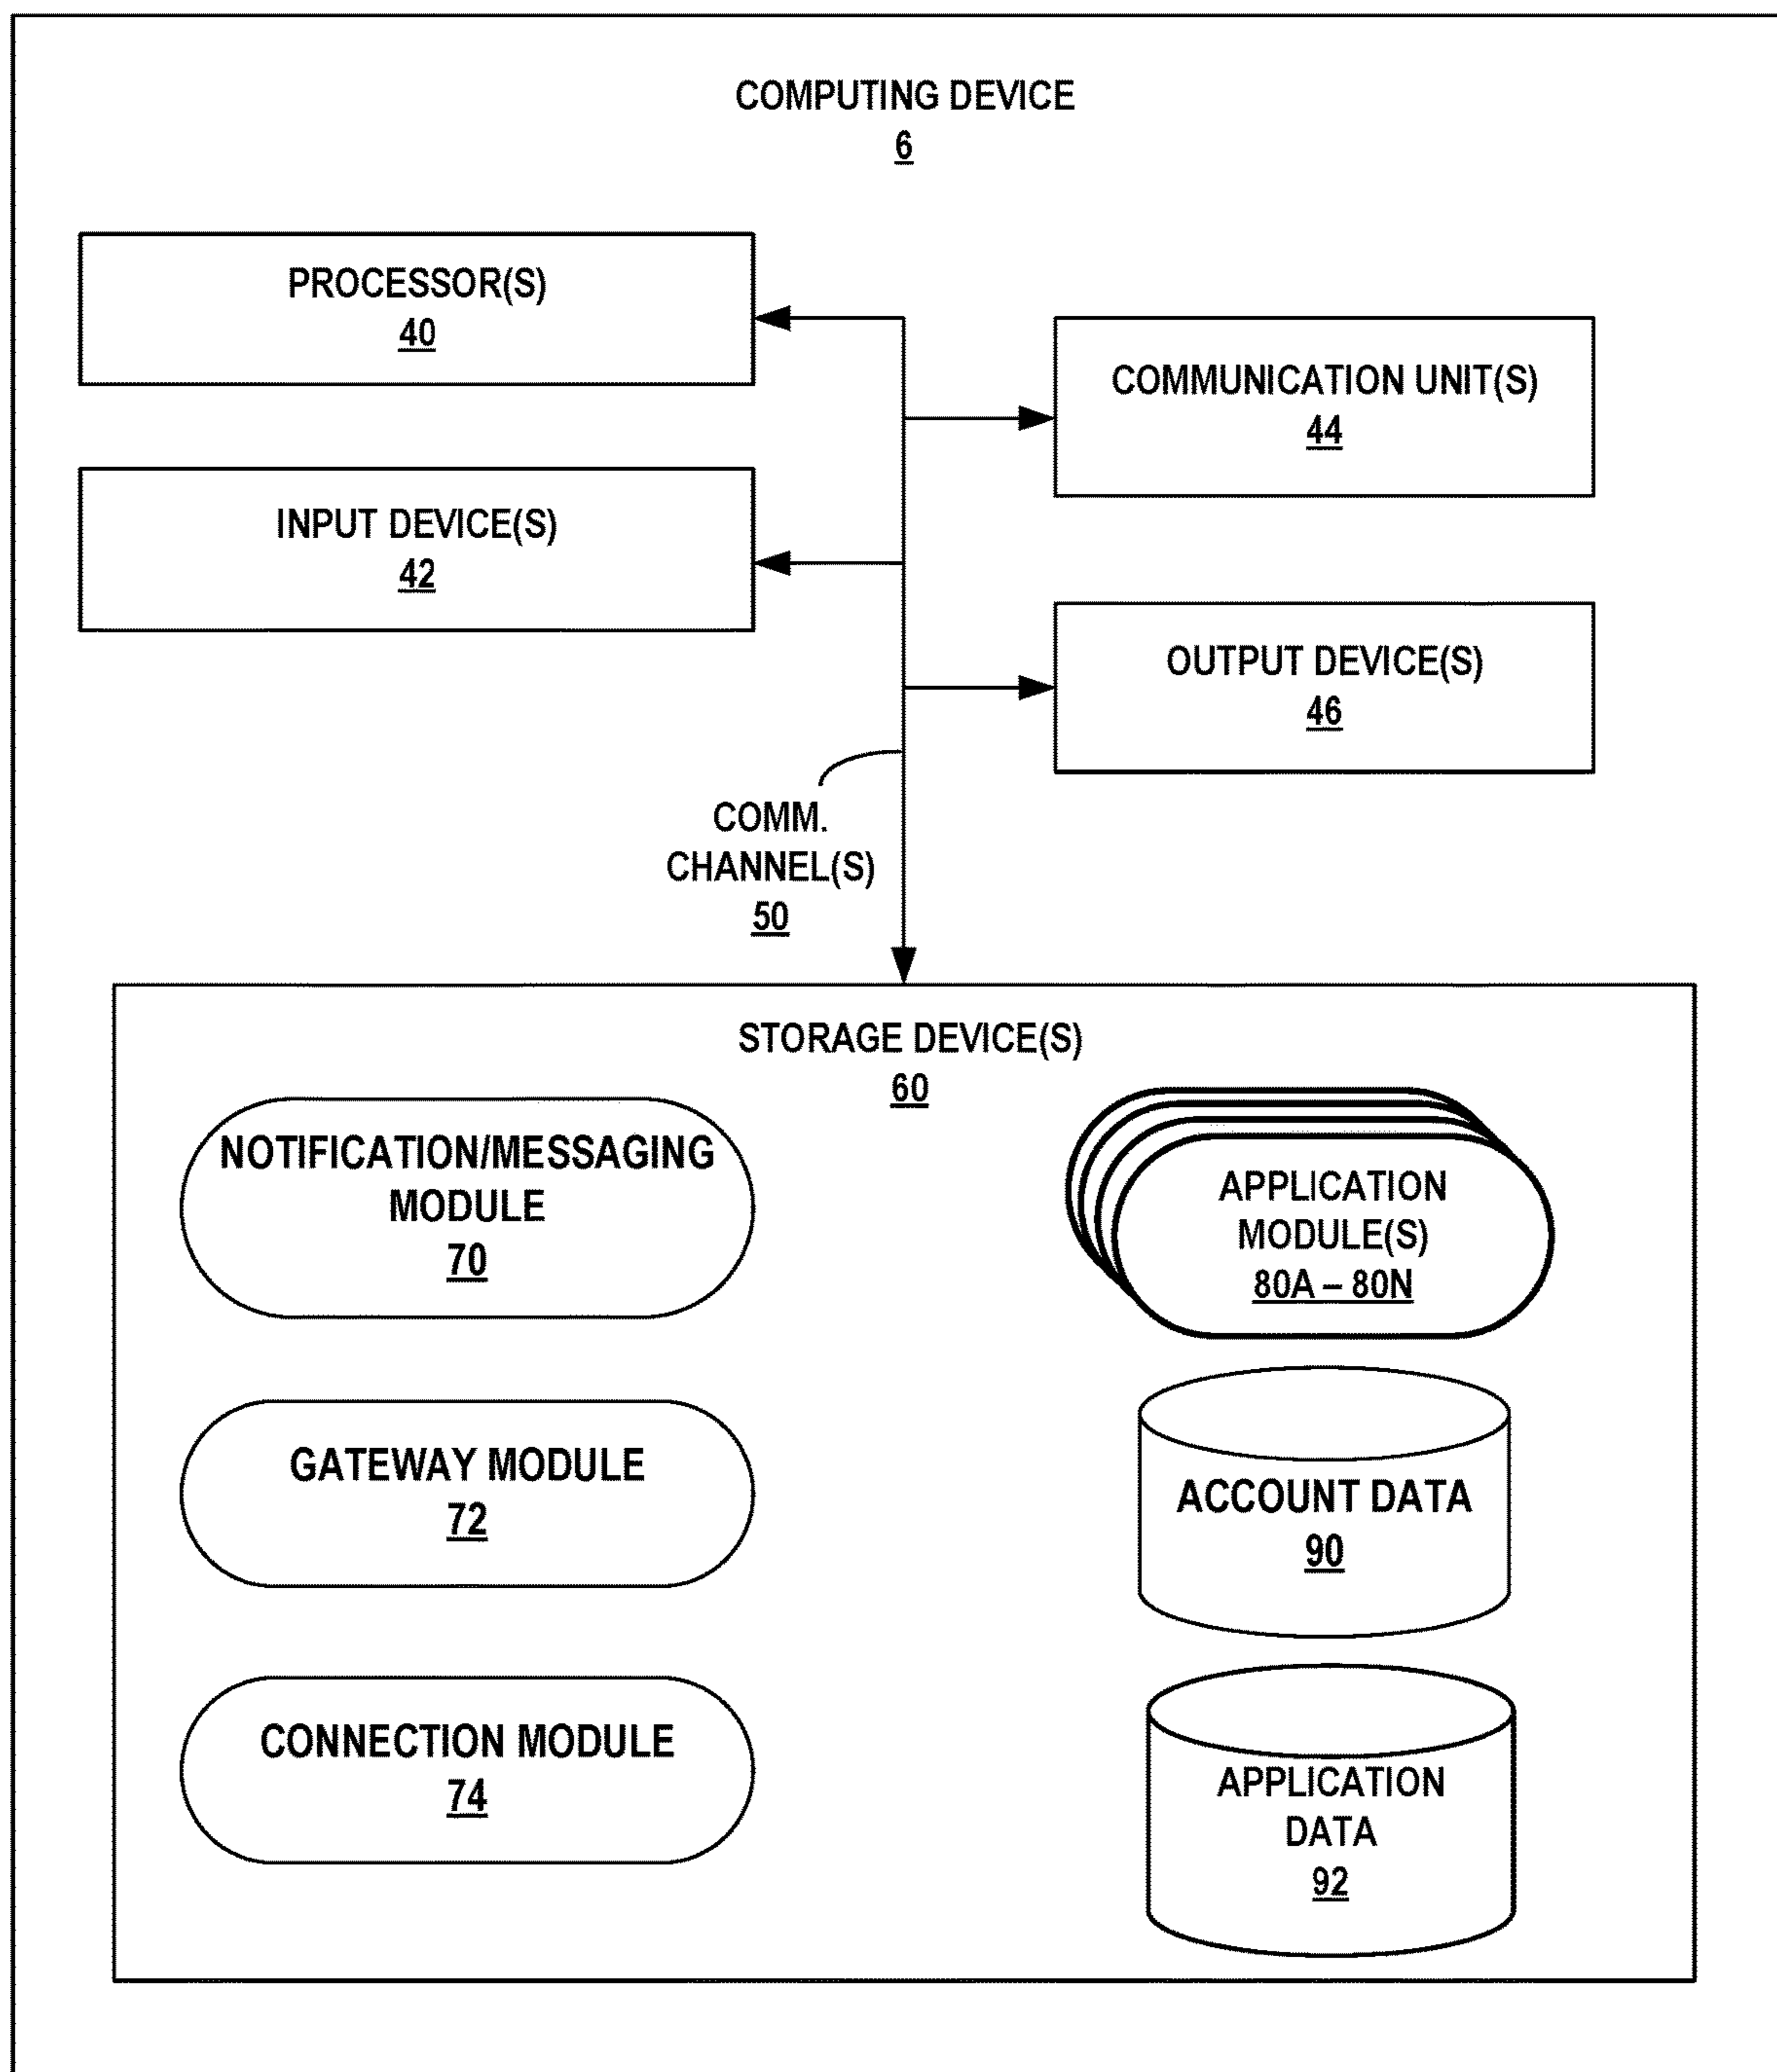 COMPUTING DEVICE
6
PROCESSOR(S)
40
COMMUNICATION UNIT(S)
44
INPUT DEVICE(S)
42
OUTPUT DEVICE(S)
46
COMM.
CHANNEL(S)
50
STORAGE DEVICE(S)
60
NOTIFICATION/MESSAGING
MODULE
70
APPLICATION
MODULE(S)
80A – 80N
GATEWAY MODULE
72
ACCOUNT DATA
90
CONNECTION MODULE
74
APPLICATION
DATA
92